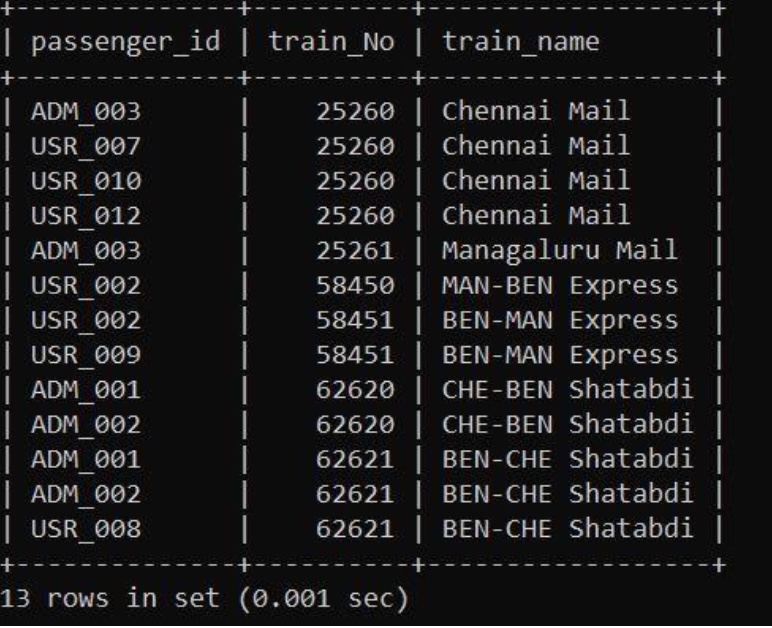 +--------------+----------+------------------+
| passenger_id | train_No | train_name       |
+--------------+----------+------------------+
| ADM_003      |    25260 | Chennai Mail     |
| USR_007      |    25260 | Chennai Mail     |
| USR_010      |    25260 | Chennai Mail     |
| USR_012      |    25260 | Chennai Mail     |
| ADM_003      |    25261 | Managaluru Mail  |
| USR_002      |    58450 | MAN-BEN Express  |
| USR_002      |    58451 | BEN-MAN Express  |
| USR_009      |    58451 | BEN-MAN Express  |
| ADM_001      |    62620 | CHE-BEN Shatabdi |
| ADM_002      |    62620 | CHE-BEN Shatabdi |
| ADM_001      |    62621 | BEN-CHE Shatabdi |
| ADM_002      |    62621 | BEN-CHE Shatabdi |
| USR_008      |    62621 | BEN-CHE Shatabdi |
+--------------+----------+------------------+
13 rows in set (0.001 sec)